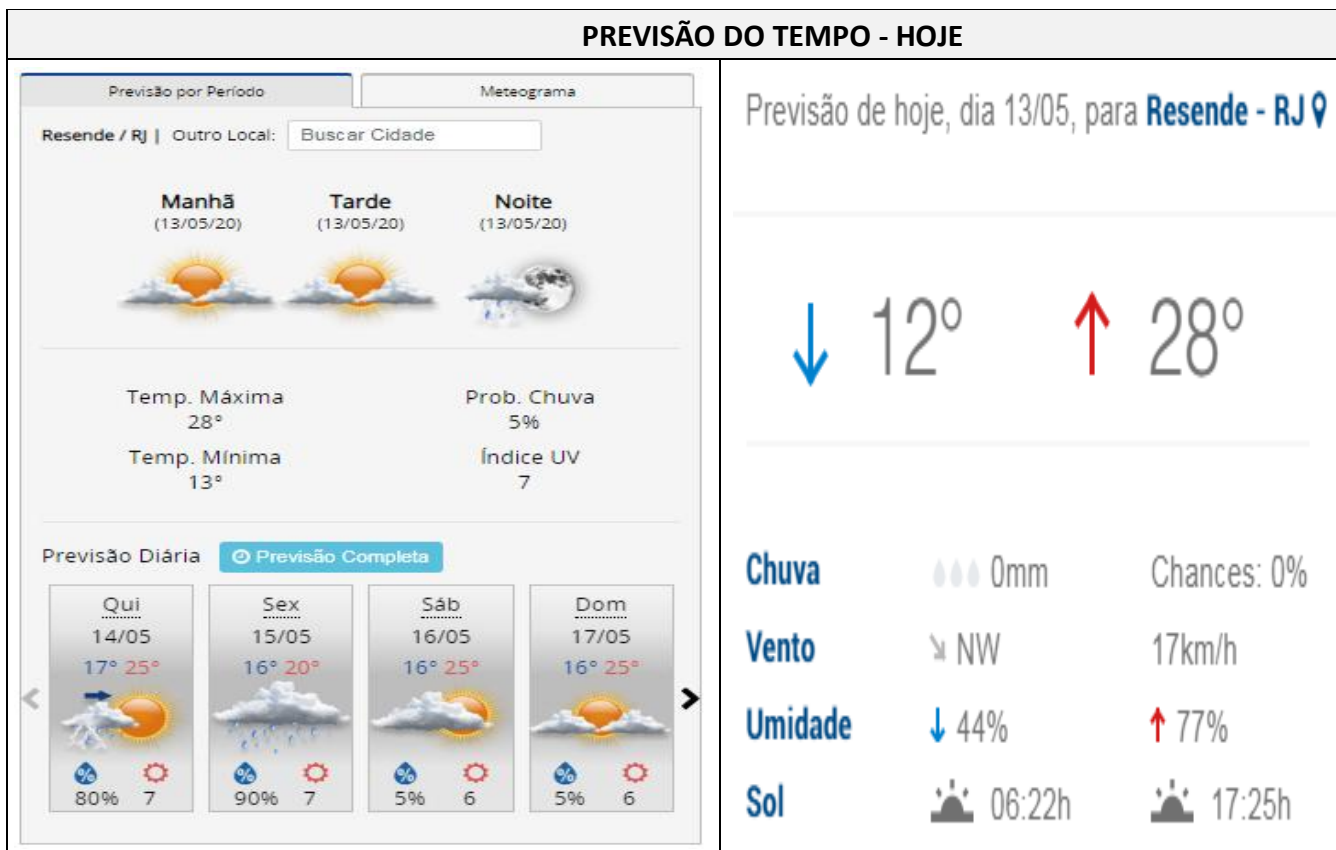 PREVISÃO DO TEMPO - HOJE
Previsão por Período
Meteograma
Resende / RJ | Outro Local: Buscar Cidade
Manhã Tarde Noite
(13/05/20) (13/05/20) (13/05/20)
Temp. Máxima Prob. Chuva
28° 5%
Temp. Mínima Índice UV
13° 7
Previsão Diária Previsão Completa
Qui Sex Sáb Dom
14/05 15/05 16/05 17/05
17° 25° 16° 20° 16° 25° 16° 25°
% % % %
80% 7 90% 7 5% 6 5% 6
Previsão de hoje, dia 13/05, para Resende - RJ
↓ 12° ↑ 28°
Chuva 0mm Chances: 0%
Vento NW 17km/h
Umidade ↓ 44% ↑ 77%
Sol 06:22h 17:25h